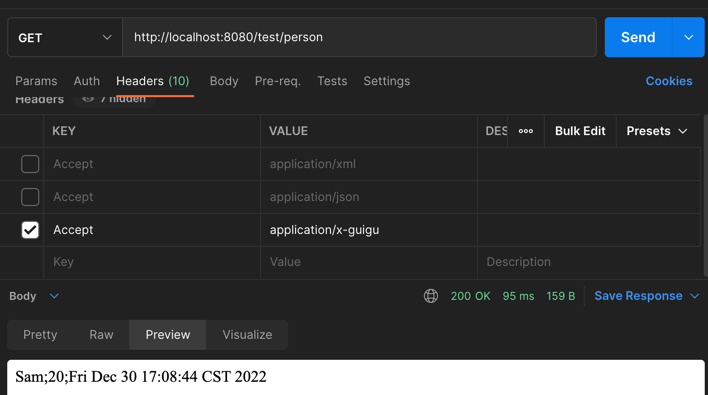 GET http://localhost:8080/test/person Send
Params Auth Headers (10) Body Pre-req. Tests Settings Cookies
Headers 7 hidden
KEY VALUE DES ooo Bulk Edit Presets
Accept application/xml
Accept application/json
Accept application/x-guigu
Key Value Description
Body 200 OK 95 ms 159 B Save Response
Pretty Raw Preview Visualize
Sam;20;Fri Dec 30 17:08:44 CST 2022